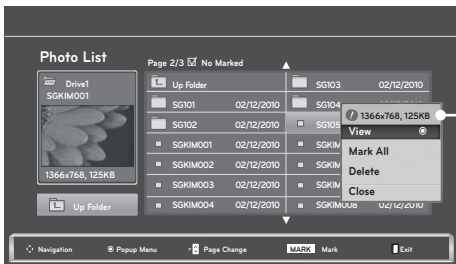 Photo List
Page 2/3 ☑ No Marked
Drive1
SGKIM001
1366x768, 125KB
Up Folder
Up Folder
SG101 02/12/2010
SG102 02/12/2010
SGKIM001 02/12/2010
SGKIM002 02/12/2010
SGKIM003 02/12/2010
SGKIM004 02/12/2010
SG103 02/12/2010
SG104
SG105
SGKIM
SGKIM
SGKIM
SGKIM008 02/12/2010
1366x768, 125KB
View
Mark All
Delete
Close
Navigation Popup Menu Page Change MARK Mark Exit